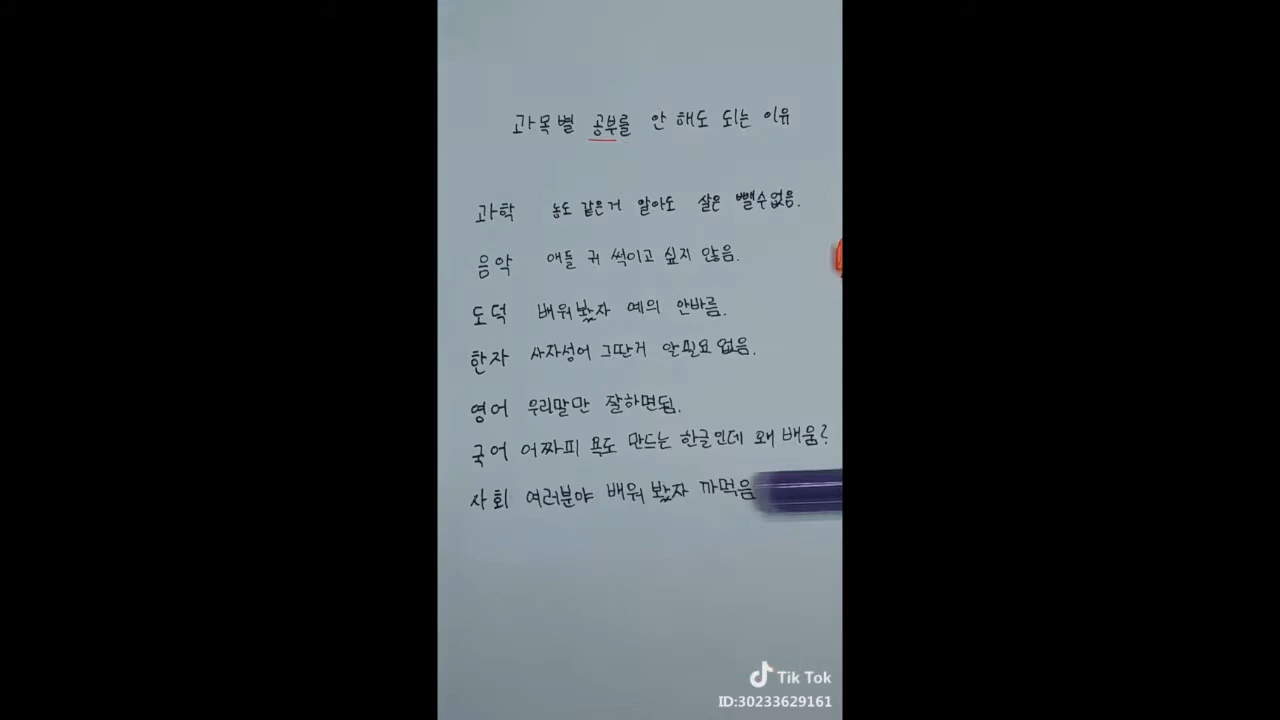 과목별 공부를 안 해도 되는 이유
과학 농도 같은거 알아도 살은 뺄수없음.
음악 애들 귀 썩이고 싶지 않음.
도덕 배워봤자 예의 안바름.
한자 사자성어 그딴거 알필요없음.
영어 우리말만 잘하면됨.
국어 어짜피 욕도 만드는 한글인데 왜 배움?
사회 여러분야 배워봤자 까먹음
Tik Tok
ID:30233629161